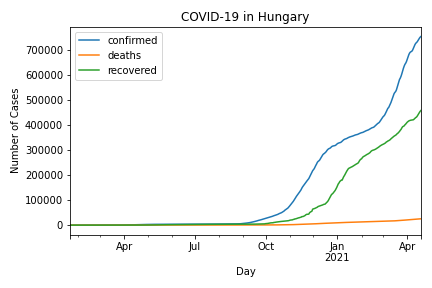 COVID-19 in Hungary
confirmed
deaths
recovered
Number of Cases
700000
600000
500000
400000
300000
200000
100000
0
Apr
Jul
Oct
Jan
2021
Apr
Day